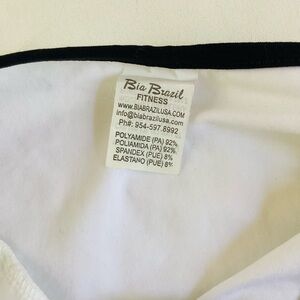 Bia Brazil
FITNESS
WWW.BIABRAZILUSA.COM
info@biabrazilusa.com
Ph#: 954-597.8992
POLYAMIDE (PA) 92%
POLIAMIDA (PA) 92%
SPANDEX (PUE) 8%
ELASTANO (PUE) 8%